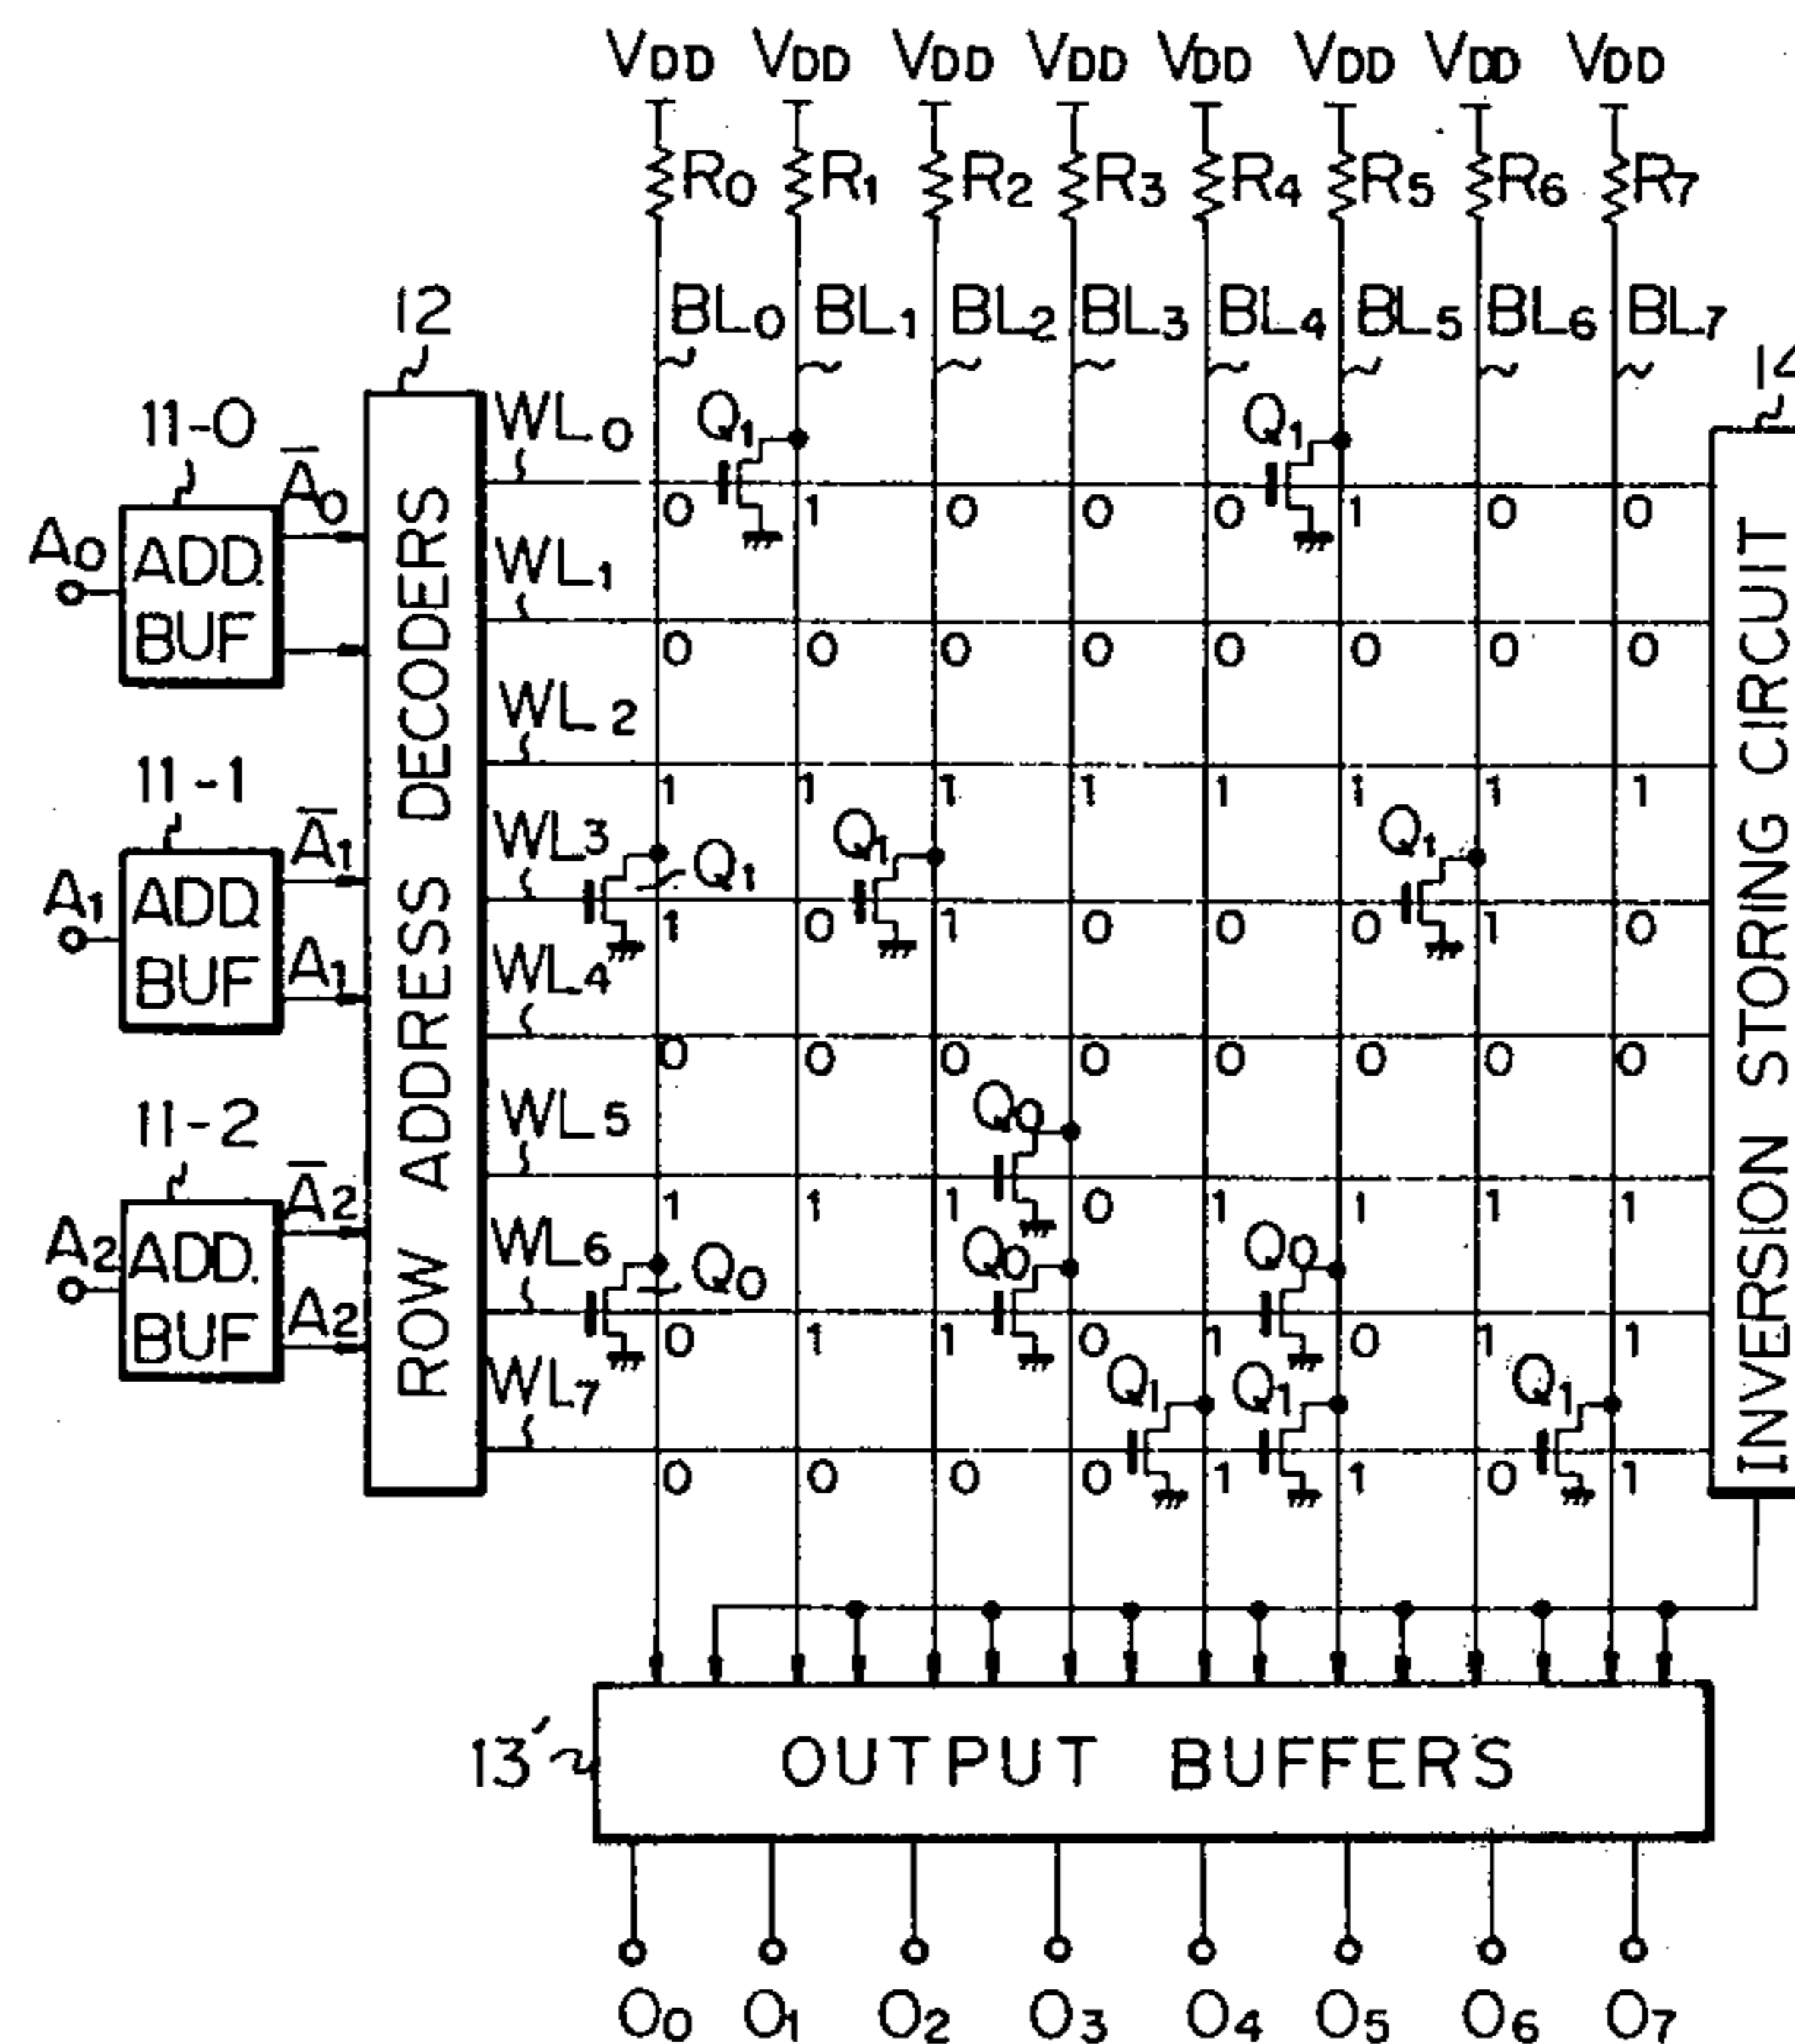 VDD VDD VDD VDD VDD VDD VDD VDD
R0 R1 R2 R3 R4 R5 R6 R7
BL0 BL1 BL2 BL3 BL4 BL5 BL6 BL7
12
14
11-0
A0
ADD.
BUF
A̅0
11-1
A1
ADD.
BUF
A̅1
A1
11-2
A2
ADD.
BUF
A̅2
A2
ROW ADDRESS DECODERS
WL0 Q1 Q1
0 1 0 0 0 1 0 0
WL1
0 0 0 0 0 0 0 0
WL2
1 1 1 1 1 1 1 1
WL3 Q1 Q1 Q1
1 0 1 0 0 0 1 0
WL4
0 0 0 0 0 0 0 0
WL5 Q0
1 1 1 0 1 1 1 1
WL6 Q0 Q0 Q0
0 1 1 0 1 0 1 1
WL7 Q1 Q1 Q1
0 0 0 0 1 1 0 1
INVERSION STORING CIRCUIT
13′
OUTPUT BUFFERS
O0 O1 O2 O3 O4 O5 O6 O7